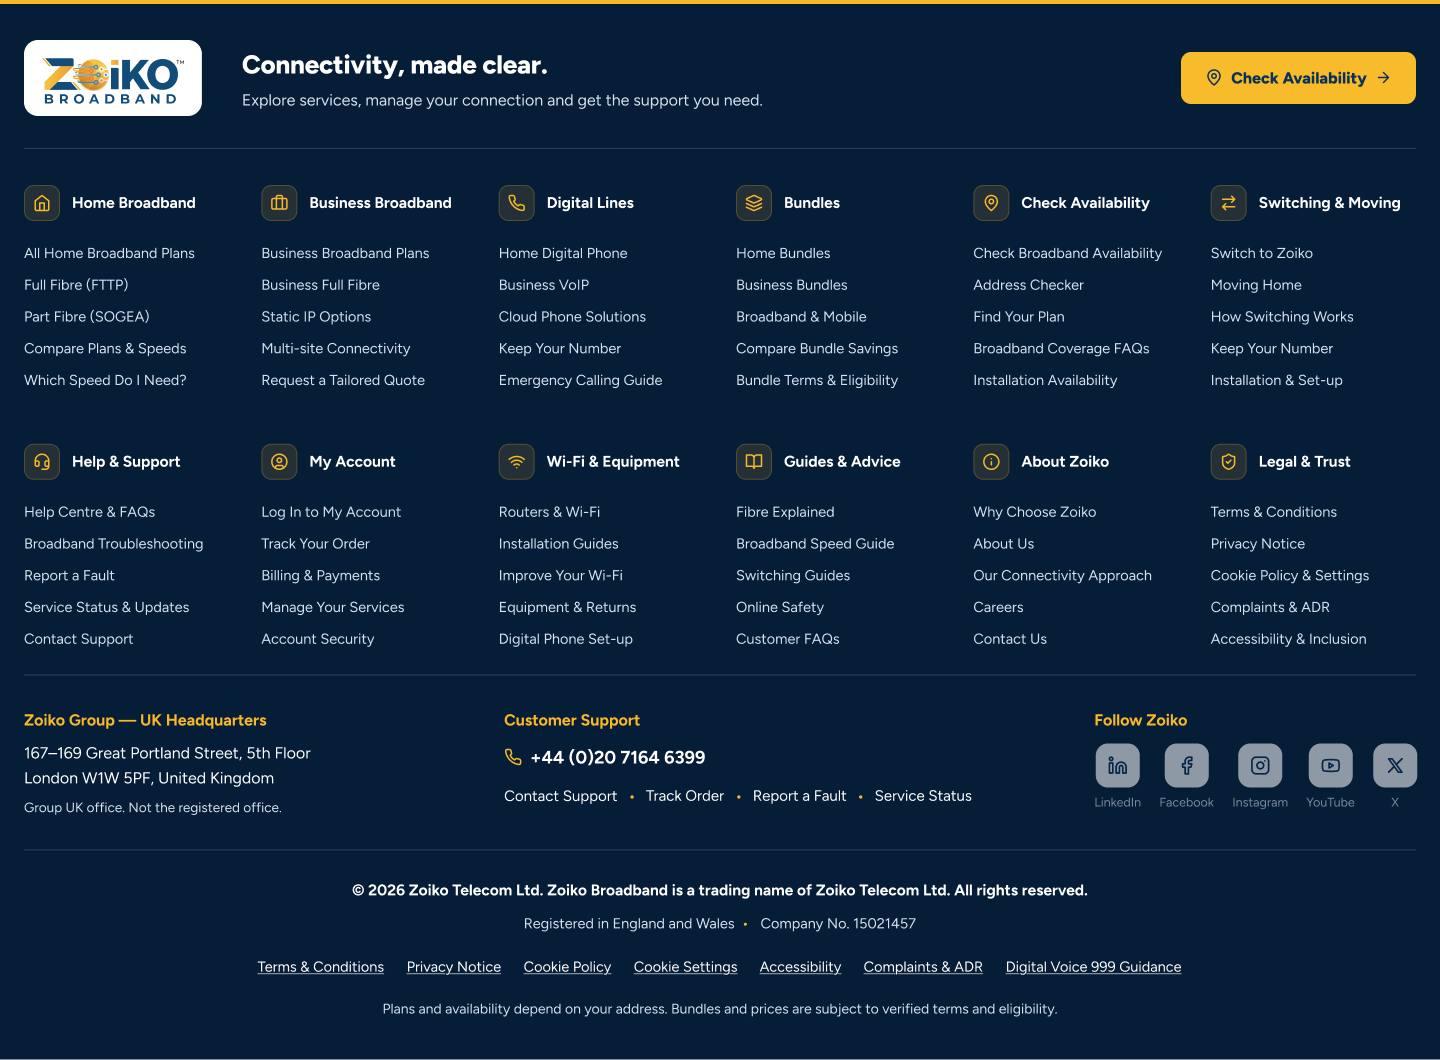 ZOiKO™
BROADBAND
Connectivity, made clear.
Explore services, manage your connection and get the support you need.
Check Availability →
Home Broadband
All Home Broadband Plans
Full Fibre (FTTP)
Part Fibre (SOGEA)
Compare Plans & Speeds
Which Speed Do I Need?
Business Broadband
Business Broadband Plans
Business Full Fibre
Static IP Options
Multi-site Connectivity
Request a Tailored Quote
Digital Lines
Home Digital Phone
Business VoIP
Cloud Phone Solutions
Keep Your Number
Emergency Calling Guide
Bundles
Home Bundles
Business Bundles
Broadband & Mobile
Compare Bundle Savings
Bundle Terms & Eligibility
Check Availability
Check Broadband Availability
Address Checker
Find Your Plan
Broadband Coverage FAQs
Installation Availability
Switching & Moving
Switch to Zoiko
Moving Home
How Switching Works
Keep Your Number
Installation & Set-up
Help & Support
Help Centre & FAQs
Broadband Troubleshooting
Report a Fault
Service Status & Updates
Contact Support
My Account
Log In to My Account
Track Your Order
Billing & Payments
Manage Your Services
Account Security
Wi-Fi & Equipment
Routers & Wi-Fi
Installation Guides
Improve Your Wi-Fi
Equipment & Returns
Digital Phone Set-up
Guides & Advice
Fibre Explained
Broadband Speed Guide
Switching Guides
Online Safety
Customer FAQs
About Zoiko
Why Choose Zoiko
About Us
Our Connectivity Approach
Careers
Contact Us
Legal & Trust
Terms & Conditions
Privacy Notice
Cookie Policy & Settings
Complaints & ADR
Accessibility & Inclusion
Zoiko Group — UK Headquarters
167–169 Great Portland Street, 5th Floor
London W1W 5PF, United Kingdom
Group UK office. Not the registered office.
Customer Support
+44 (0)20 7164 6399
Contact Support • Track Order • Report a Fault • Service Status
Follow Zoiko
LinkedIn Facebook Instagram YouTube X
© 2026 Zoiko Telecom Ltd. Zoiko Broadband is a trading name of Zoiko Telecom Ltd. All rights reserved.
Registered in England and Wales • Company No. 15021457
Terms & Conditions Privacy Notice Cookie Policy Cookie Settings Accessibility Complaints & ADR Digital Voice 999 Guidance
Plans and availability depend on your address. Bundles and prices are subject to verified terms and eligibility.